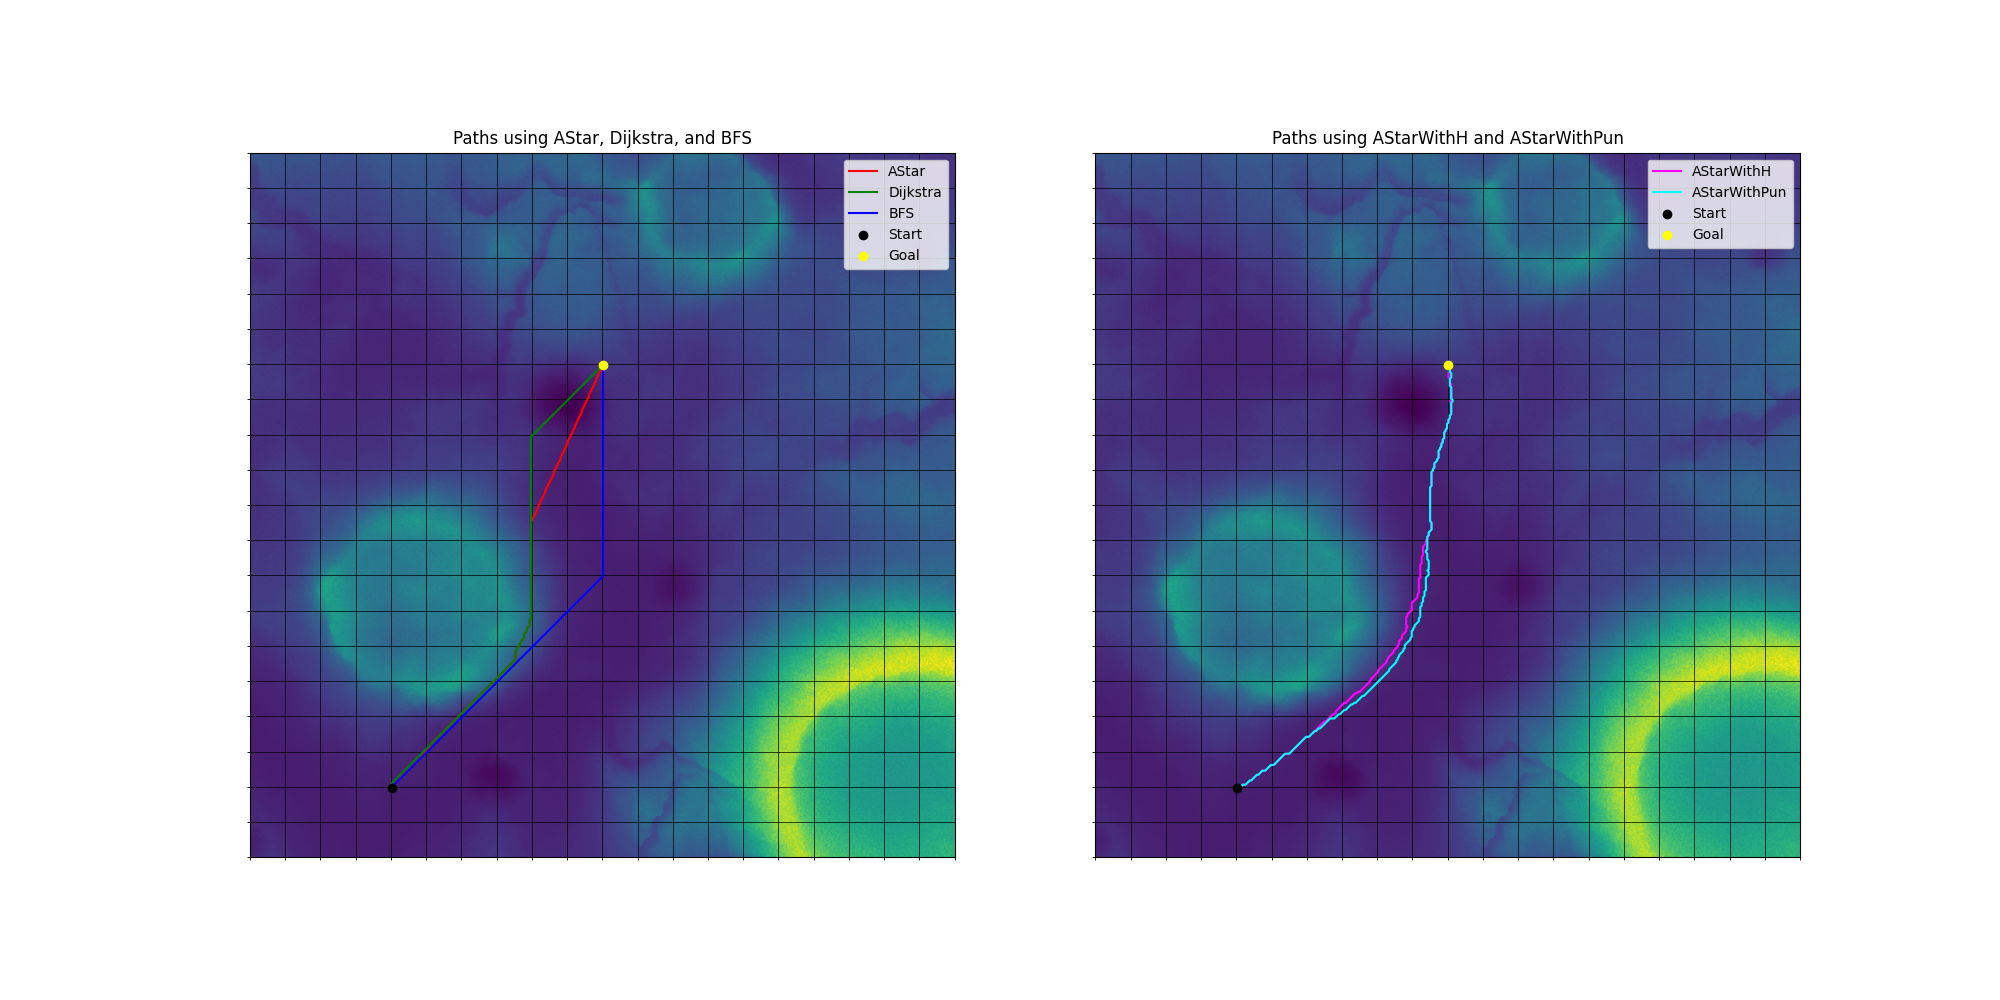 Paths using AStar, Dijkstra, and BFS
AStar
Dijkstra
BFS
Start
Goal
Paths using AStarWithH and AStarWithPun
AStarWithH
AStarWithPun
Start
Goal